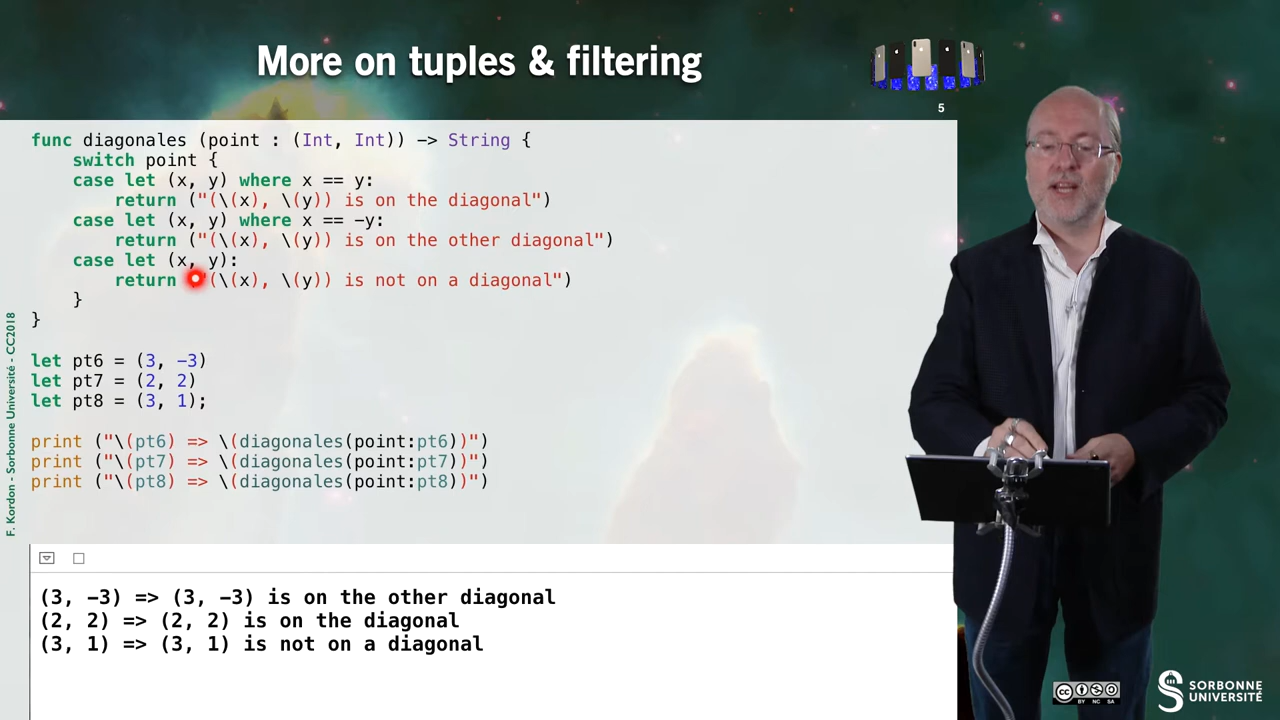 More on tuples & filtering
5
func diagonales (point : (Int, Int)) -> String {
    switch point {
    case let (x, y) where x == y:
        return ("(\(x), \(y)) is on the diagonal")
    case let (x, y) where x == -y:
        return ("(\(x), \(y)) is on the other diagonal")
    case let (x, y):
        return ("(\(x), \(y)) is not on a diagonal")
    }
}
let pt6 = (3, -3)
let pt7 = (2, 2)
let pt8 = (3, 1);
print ("\(pt6) => \(diagonales(point:pt6))")
print ("\(pt7) => \(diagonales(point:pt7))")
print ("\(pt8) => \(diagonales(point:pt8))")
(3, -3) => (3, -3) is on the other diagonal
(2, 2) => (2, 2) is on the diagonal
(3, 1) => (3, 1) is not on a diagonal
F. Kordon - Sorbonne Université - CC2018
CC BY NC SA
SORBONNE
UNIVERSITÉ